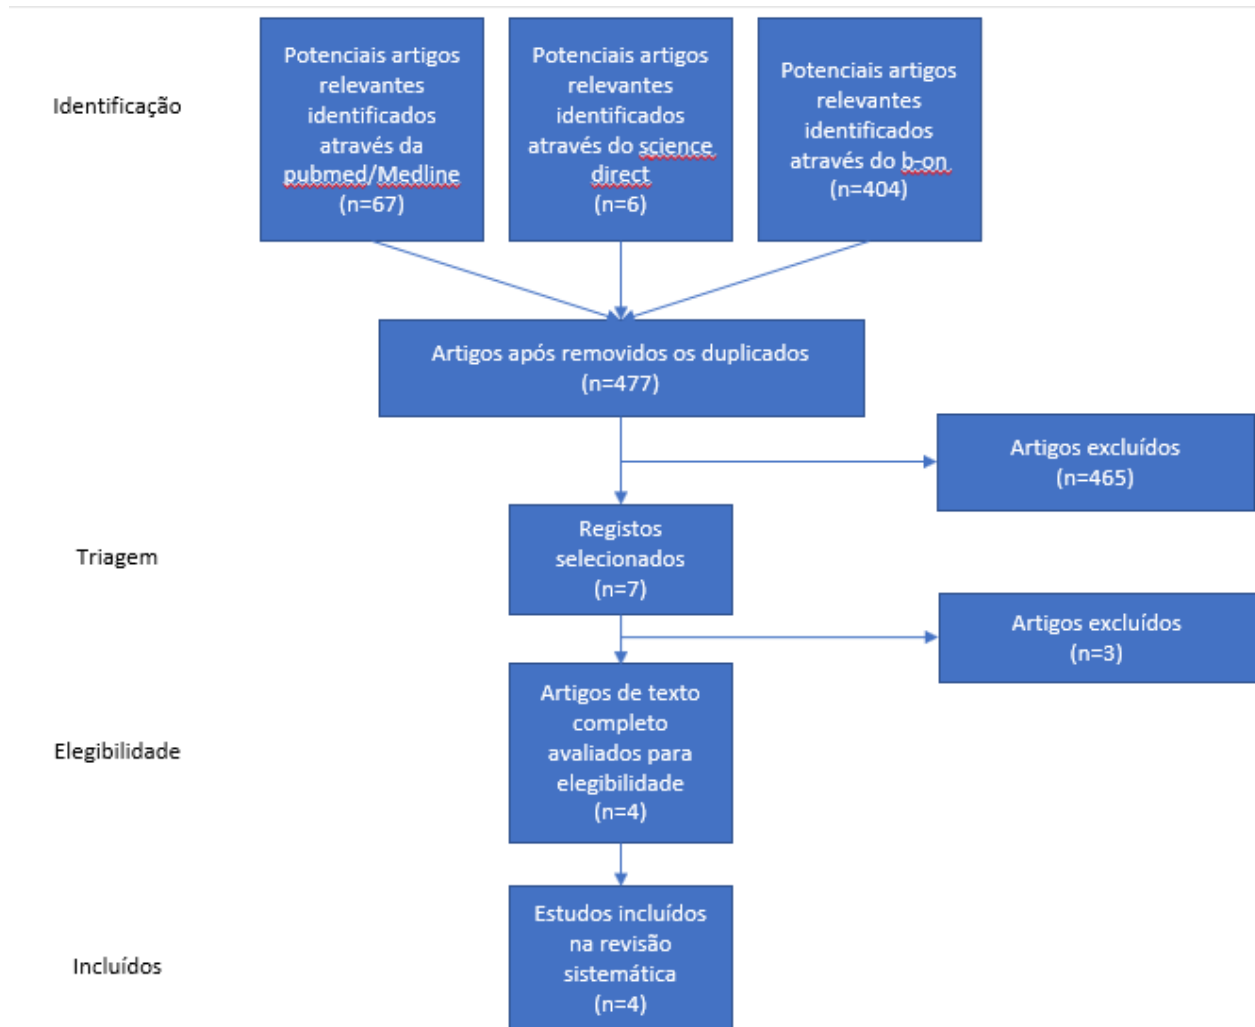 Identificação
Potenciais artigos
relevantes
identificados
através da
pubmed/Medline
(n=67)
Potenciais artigos
relevantes
identificados
através do science
direct
(n=6)
Potenciais artigos
relevantes
identificados
através do b-on
(n=404)
Artigos após removidos os duplicados
(n=477)
Artigos excluídos
(n=465)
Triagem
Registos
selecionados
(n=7)
Artigos excluídos
(n=3)
Elegibilidade
Artigos de texto
completo
avaliados para
elegibilidade
(n=4)
Incluídos
Estudos incluídos
na revisão
sistemática
(n=4)